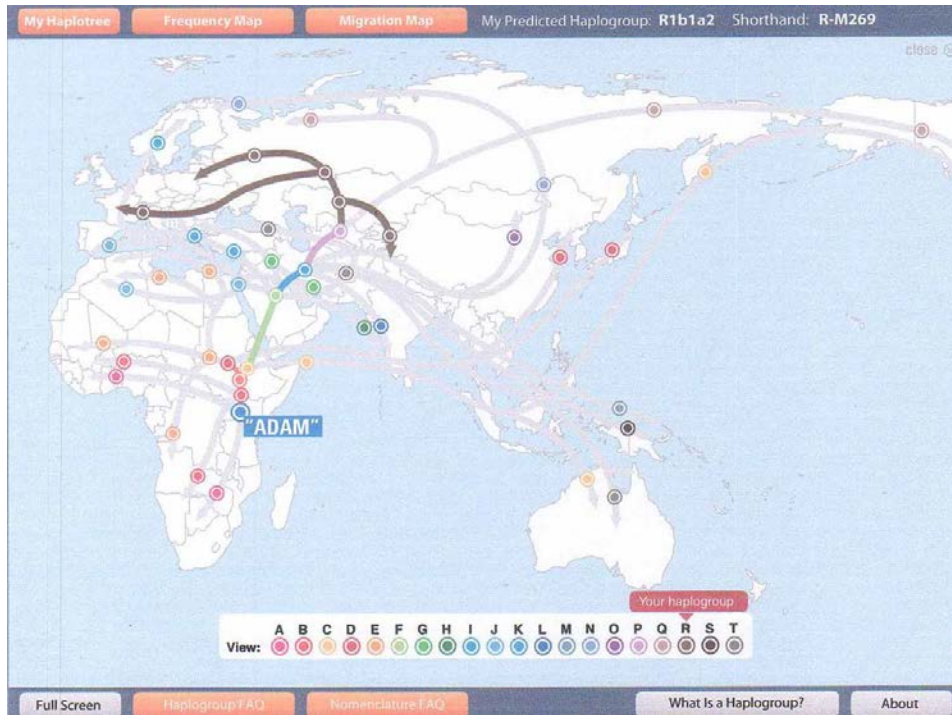 My Haplotree Frequency Map Migration Map My Predicted Haplogroup: R1b1a2 Shorthand: R-M269
close
"ADAM"
Your haplogroup
A B C D E F G H I J K L M N O P Q R S T
View:
Full Screen Haplogroup FAQ Nomenclature FAQ What Is a Haplogroup? About